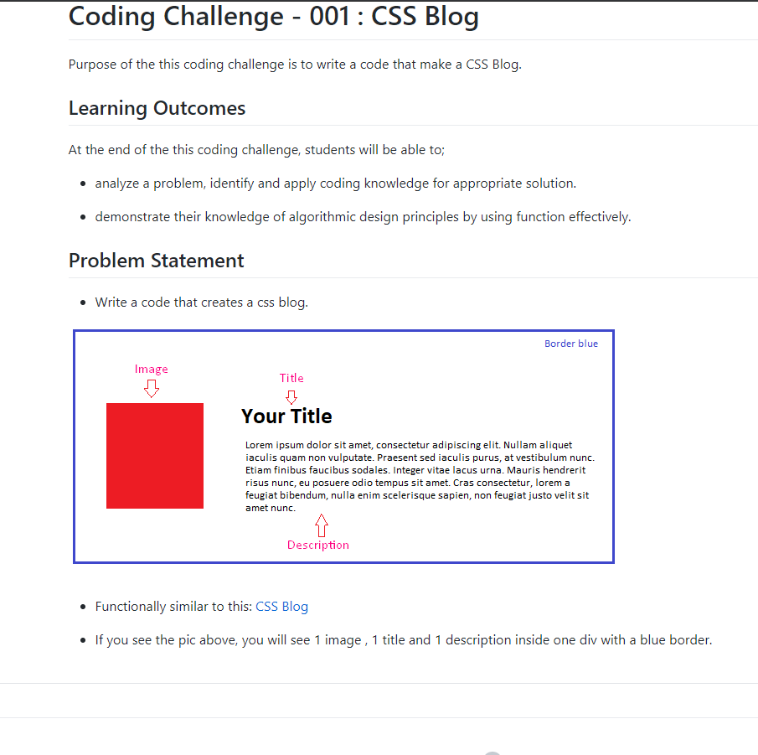 Coding Challenge - 001 : CSS Blog
Purpose of the this coding challenge is to write a code that make a CSS Blog.
Learning Outcomes
At the end of the this coding challenge, students will be able to;
• analyze a problem, identify and apply coding knowledge for appropriate solution.
• demonstrate their knowledge of algorithmic design principles by using function effectively.
Problem Statement
• Write a code that creates a css blog.
Border blue
Image
Title
Your Title
Lorem ipsum dolor sit amet, consectetur adipiscing elit. Nullam aliquet
iaculis quam non vulputate. Praesent sed iaculis purus, at vestibulum nunc.
Etiam finibus faucibus sodales. Integer vitae lacus urna. Mauris hendrerit
risus nunc, eu posuere odio tempus sit amet. Cras consectetur, lorem a
feugiat bibendum, nulla enim scelerisque sapien, non feugiat justo velit sit
amet nunc.
Description
• Functionally similar to this: CSS Blog
• If you see the pic above, you will see 1 image , 1 title and 1 description inside one div with a blue border.